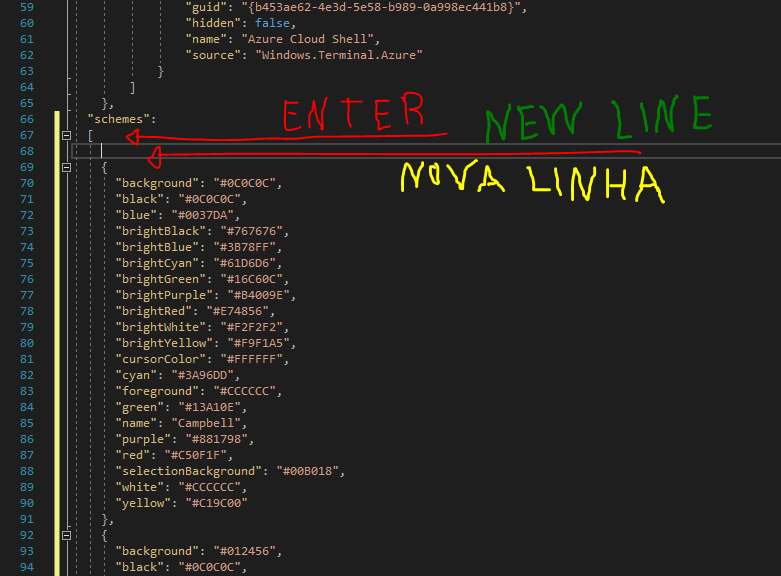 59 "guid": "{b453ae62-4e3d-5e58-b989-0a998ec441b8}",
60 "hidden": false,
61 "name": "Azure Cloud Shell",
62 "source": "Windows.Terminal.Azure"
63 }
64 ]
65 },
66 "schemes":
ENTER
NEW LINE
67 [
68
NOVA LINHA
69 {
70 "background": "#0C0C0C",
71 "black": "#0C0C0C",
72 "blue": "#0037DA",
73 "brightBlack": "#767676",
74 "brightBlue": "#3B78FF",
75 "brightCyan": "#61D6D6",
76 "brightGreen": "#16C60C",
77 "brightPurple": "#B4009E",
78 "brightRed": "#E74856",
79 "brightWhite": "#F2F2F2",
80 "brightYellow": "#F9F1A5",
81 "cursorColor": "#FFFFFF",
82 "cyan": "#3A96DD",
83 "foreground": "#CCCCCC",
84 "green": "#13A10E",
85 "name": "Campbell",
86 "purple": "#881798",
87 "red": "#C50F1F",
88 "selectionBackground": "#00B018",
89 "white": "#CCCCCC",
90 "yellow": "#C19C00"
91 },
92 {
93 "background": "#012456",
94 "black": "#0C0C0C",